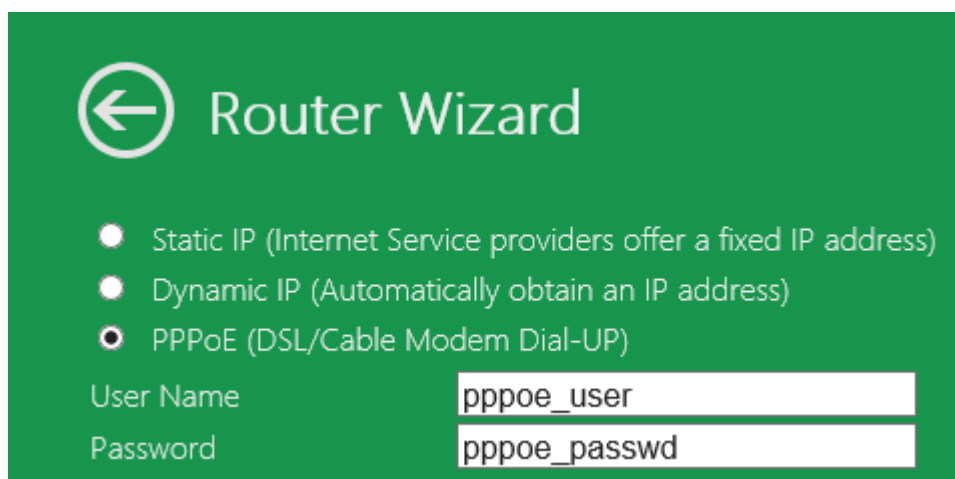 Router Wizard
Static IP (Internet Service providers offer a fixed IP address)
Dynamic IP (Automatically obtain an IP address)
PPPoE (DSL/Cable Modem Dial-UP)
User Name pppoe_user
Password pppoe_passwd